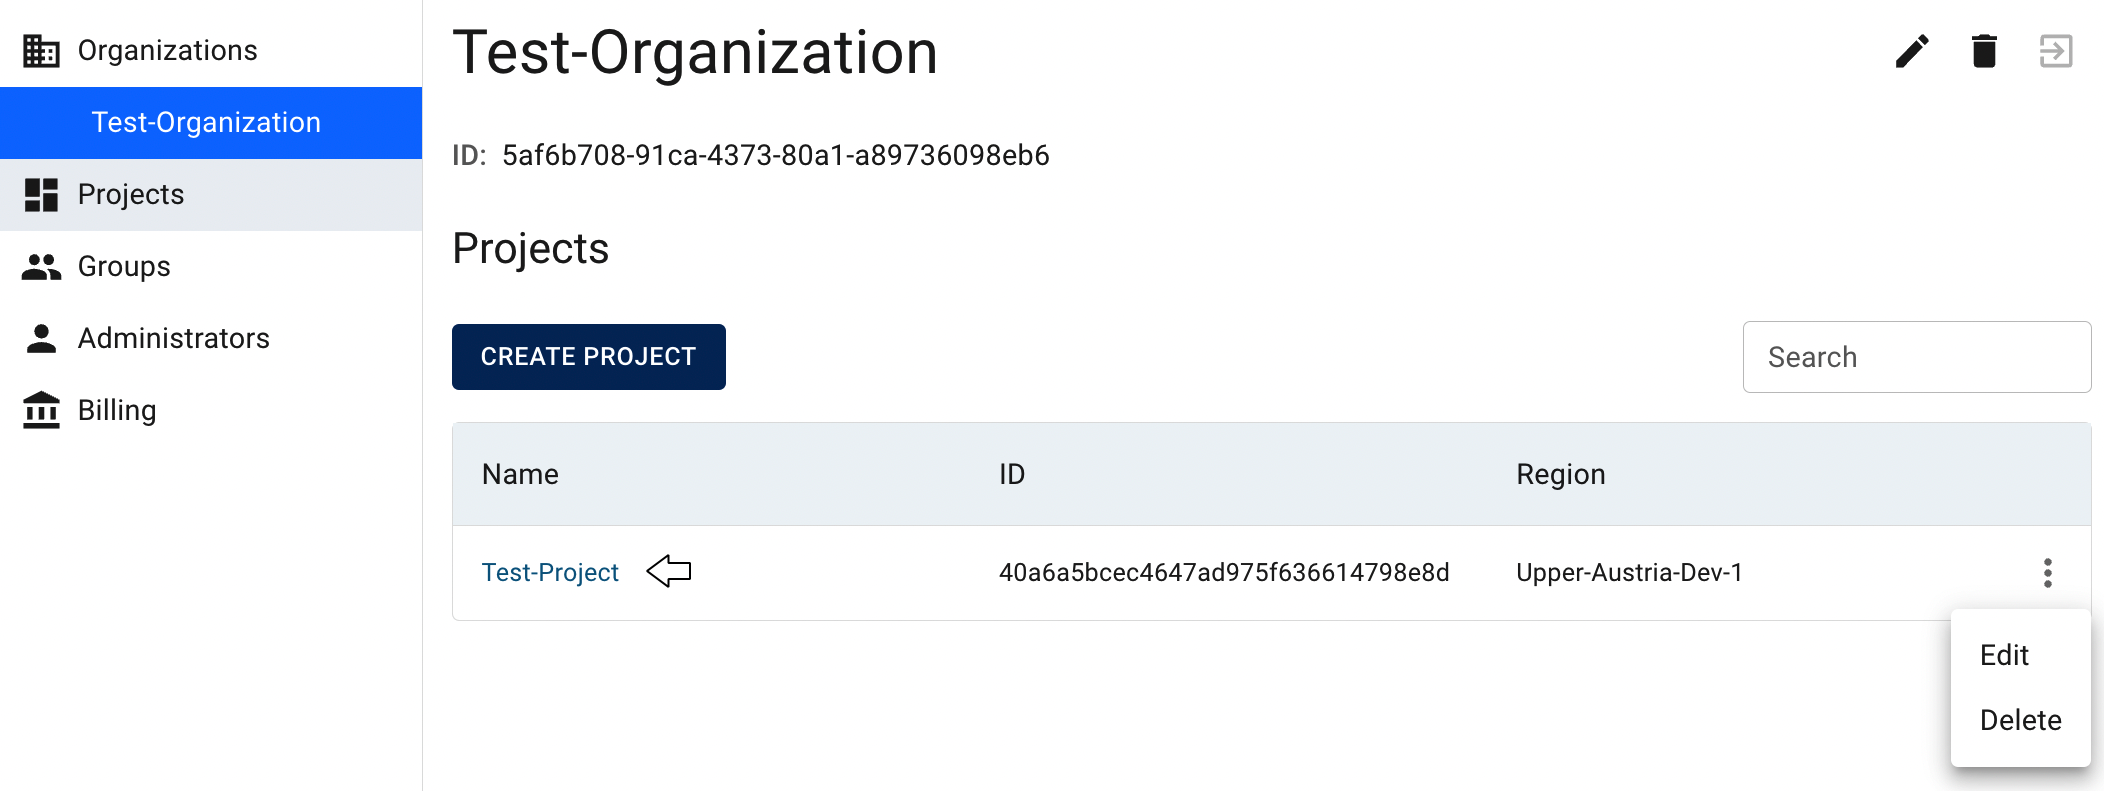 Organizations
Test-Organization
Projects
Groups
Administrators
Billing
Test-Organization
ID: 5af6b708-91ca-4373-80a1-a89736098eb6
Projects
CREATE PROJECT
Search
Name ID Region
Test-Project 40a6a5bcec4647ad975f636614798e8d Upper-Austria-Dev-1
Edit
Delete